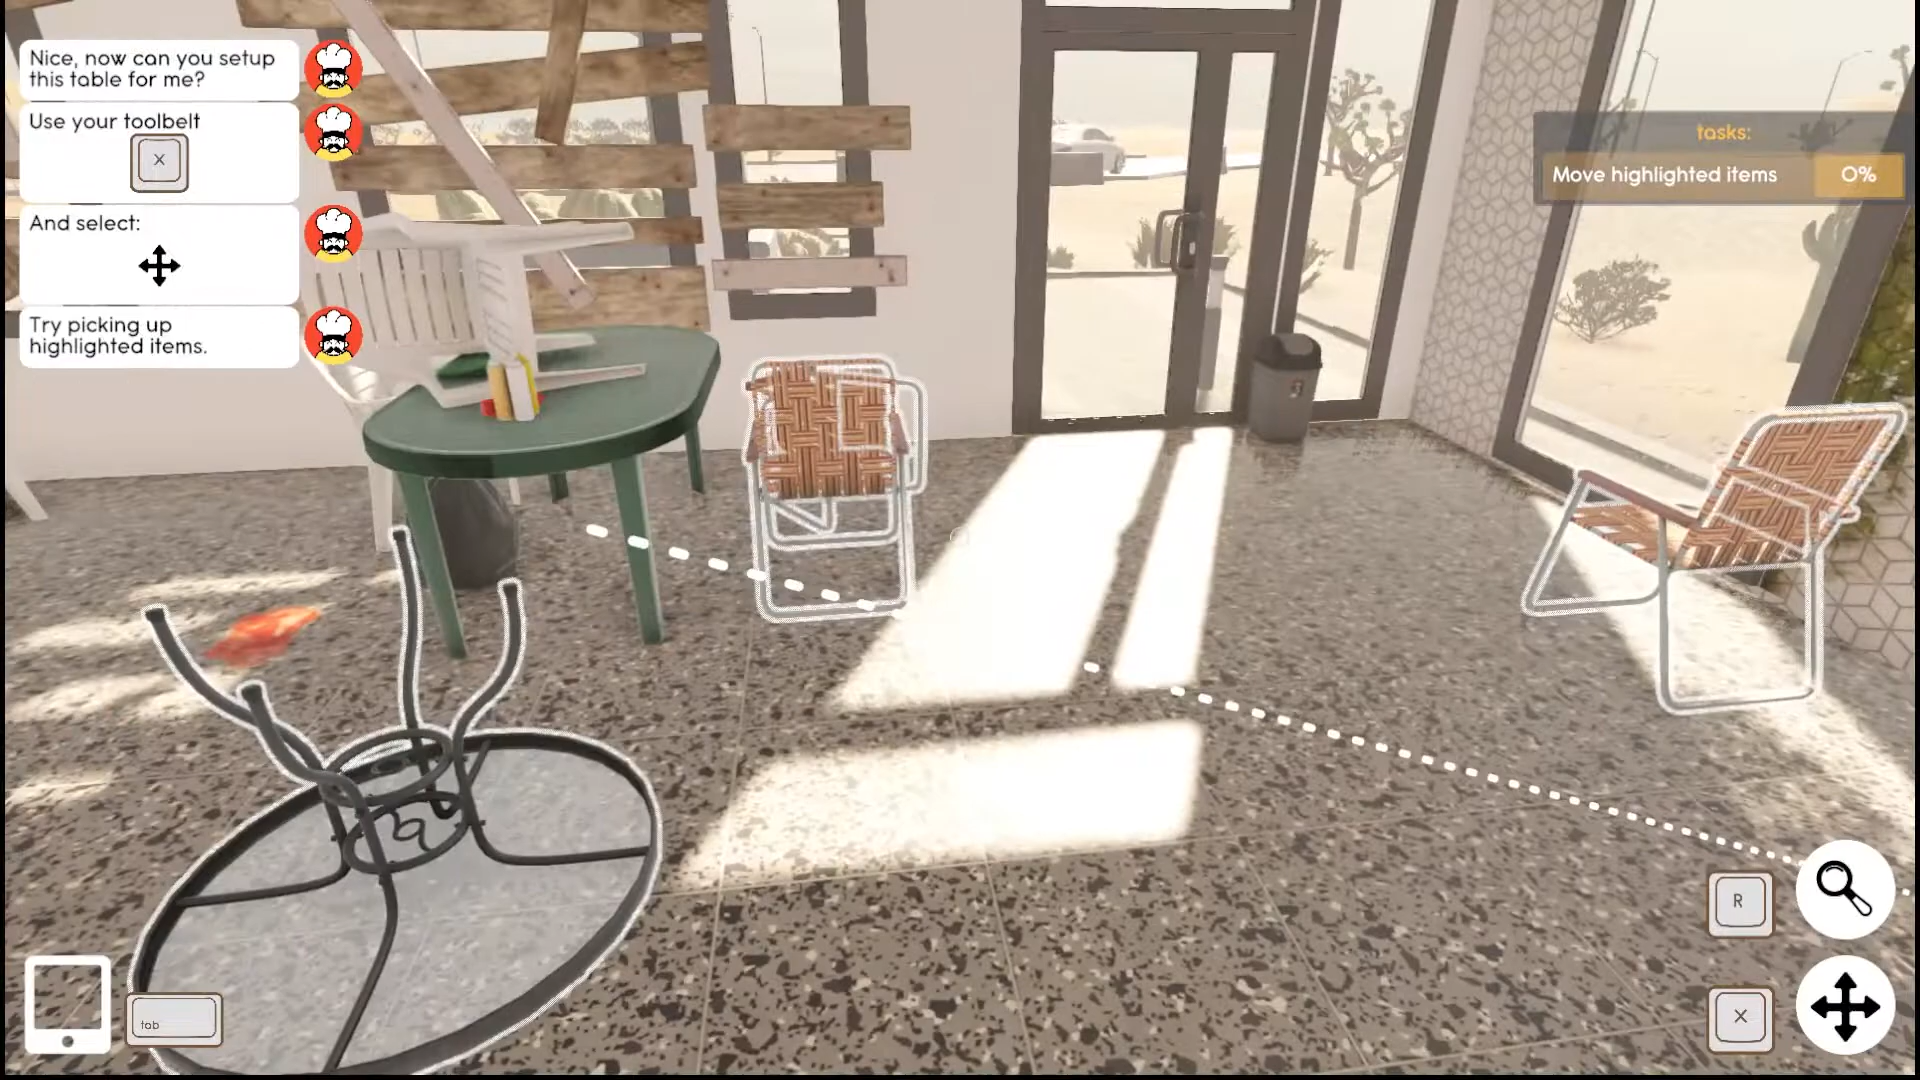 Nice, now can you setup
this table for me?
Use your toolbelt
X
And select:
Try picking up
highlighted items.
tasks:
Move highlighted items 0%
R
X
tab